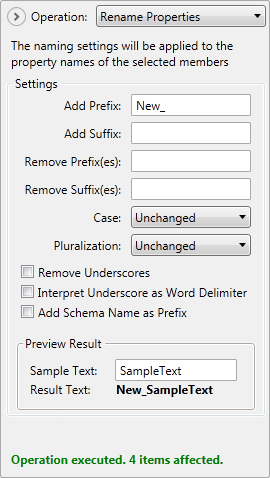 Operation: Rename Properties
The naming settings will be applied to the
property names of the selected members
Settings
Add Prefix: New_
Add Suffix:
Remove Prefix(es):
Remove Suffix(es):
Case: Unchanged
Pluralization: Unchanged
Remove Underscores
Interpret Underscore as Word Delimiter
Add Schema Name as Prefix
Preview Result
Sample Text: SampleText
Result Text: New_SampleText
Operation executed. 4 items affected.